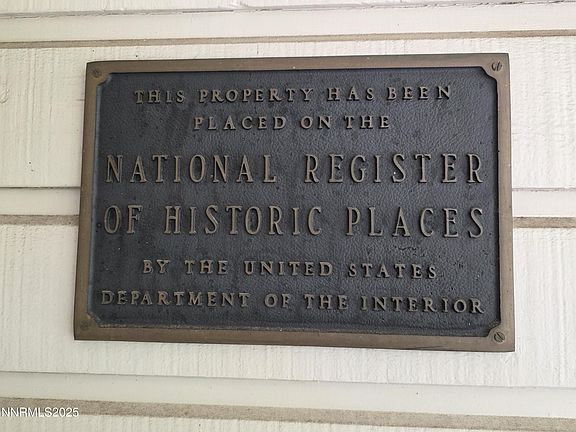 THIS PROPERTY HAS BEEN
PLACED ON THE
NATIONAL REGISTER
OF HISTORIC PLACES
BY THE UNITED STATES
DEPARTMENT OF THE INTERIOR
NNRMLS2025